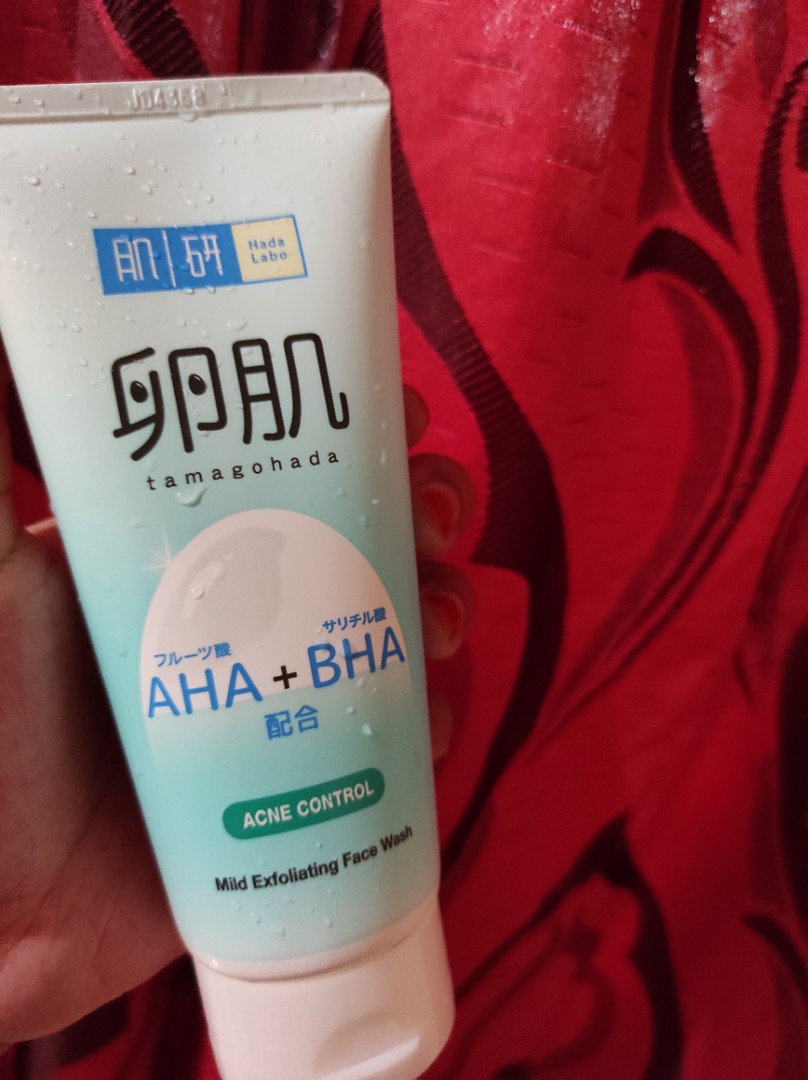 肌研 Hada
Labo
卵肌
tamagohada
フルーツ酸 サリチル酸
AHA + BHA
配合
ACNE CONTROL
Mild Exfoliating Face Wash